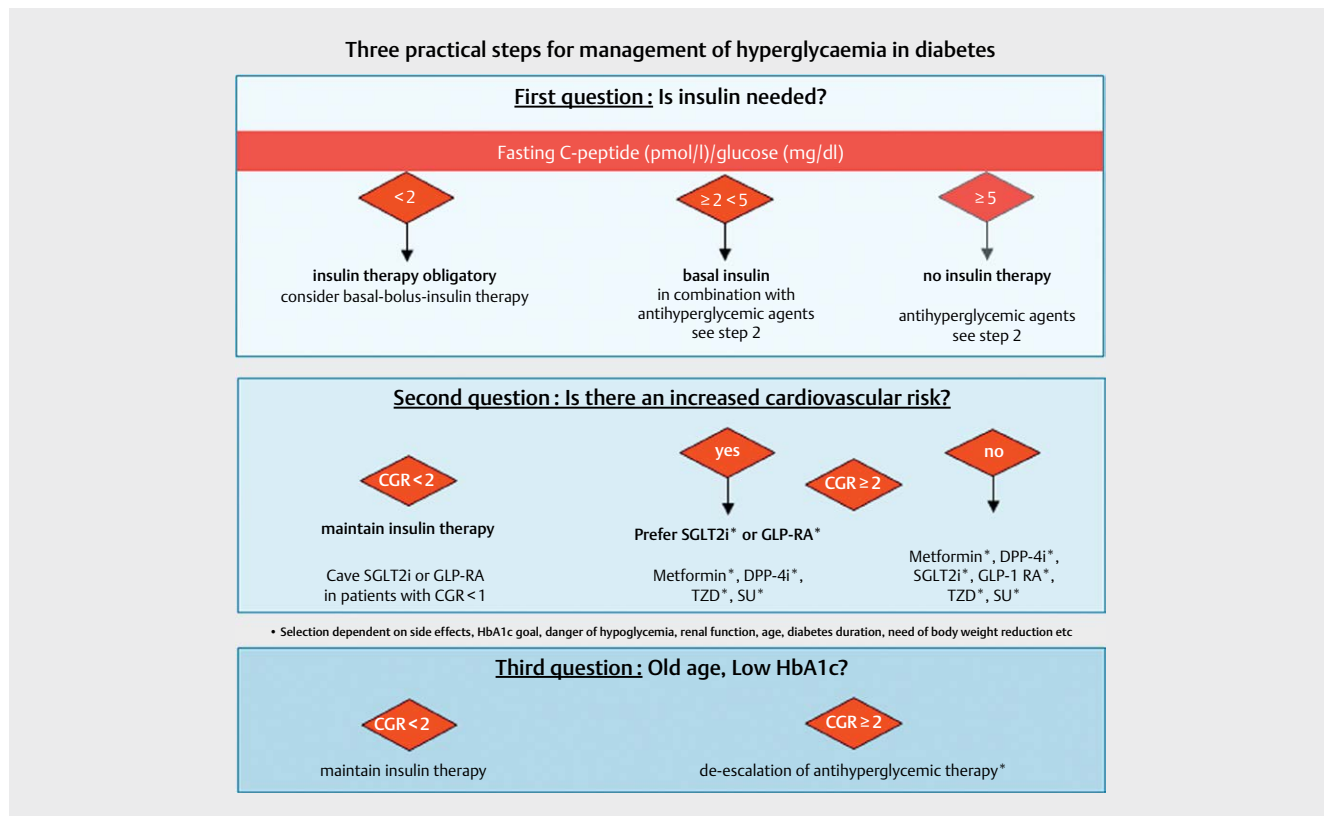 Three practical steps for management of hyperglycaemia in diabetes
First question : Is insulin needed?
Fasting C-peptide (pmol/l)/glucose (mg/dl)
< 2
≥ 2 < 5
≥ 5
insulin therapy obligatory
consider basal-bolus-insulin therapy
basal insulin
in combination with
antihyperglycemic agents
see step 2
no insulin therapy
antihyperglycemic agents
see step 2
Second question : Is there an increased cardiovascular risk?
CGR < 2
yes
CGR ≥ 2
no
maintain insulin therapy
Cave SGLT2i or GLP-RA
in patients with CGR < 1
Prefer SGLT2i* or GLP-RA*
Metformin*, DPP-4i*,
TZD*, SU*
Metformin*, DPP-4i*,
SGLT2i*, GLP-1 RA*,
TZD*, SU*
• Selection dependent on side effects, HbA1c goal, danger of hypoglycemia, renal function, age, diabetes duration, need of body weight reduction etc
Third question : Old age, Low HbA1c?
CGR < 2
CGR ≥ 2
maintain insulin therapy
de-escalation of antihyperglycemic therapy*